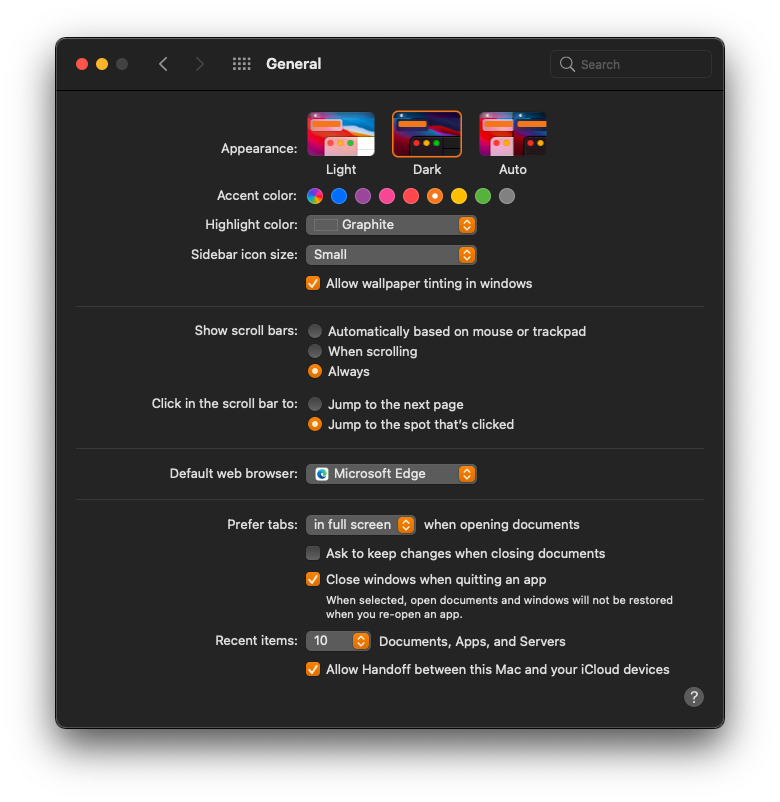 General
Search
Appearance:
Light
Dark
Auto
Accent color:
Highlight color: Graphite
Sidebar icon size: Small
Allow wallpaper tinting in windows
Show scroll bars: Automatically based on mouse or trackpad
When scrolling
Always
Click in the scroll bar to: Jump to the next page
Jump to the spot that's clicked
Default web browser: Microsoft Edge
Prefer tabs: in full screen when opening documents
Ask to keep changes when closing documents
Close windows when quitting an app
When selected, open documents and windows will not be restored
when you re-open an app.
Recent items: 10 Documents, Apps, and Servers
Allow Handoff between this Mac and your iCloud devices
?